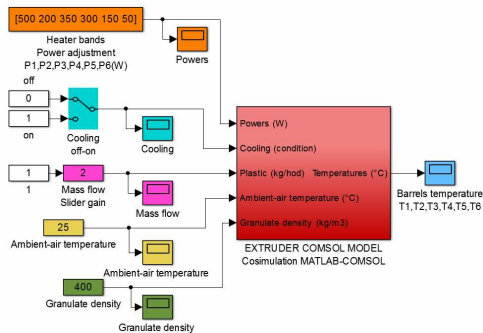 [500 200 350 300 150 50]
Heater bands
Power adjustment
P1,P2,P3,P4,P5,P6(W)
Powers
off
0
1
on
Cooling
off-on
Cooling
1
1
2
Mass flow
Slider gain
Mass flow
25
Ambient-air temperature
Ambient-air temperature
400
Granulate density
Granulate density
Powers (W)
Cooling (condition)
Plastic (kg/hod) Temperatures (°C)
Ambient-air temperature (°C)
Granulate density (kg/m3)
EXTRUDER COMSOL MODEL
Cosimulation MATLAB-COMSOL
Barrels temperature
T1,T2,T3,T4,T5,T6